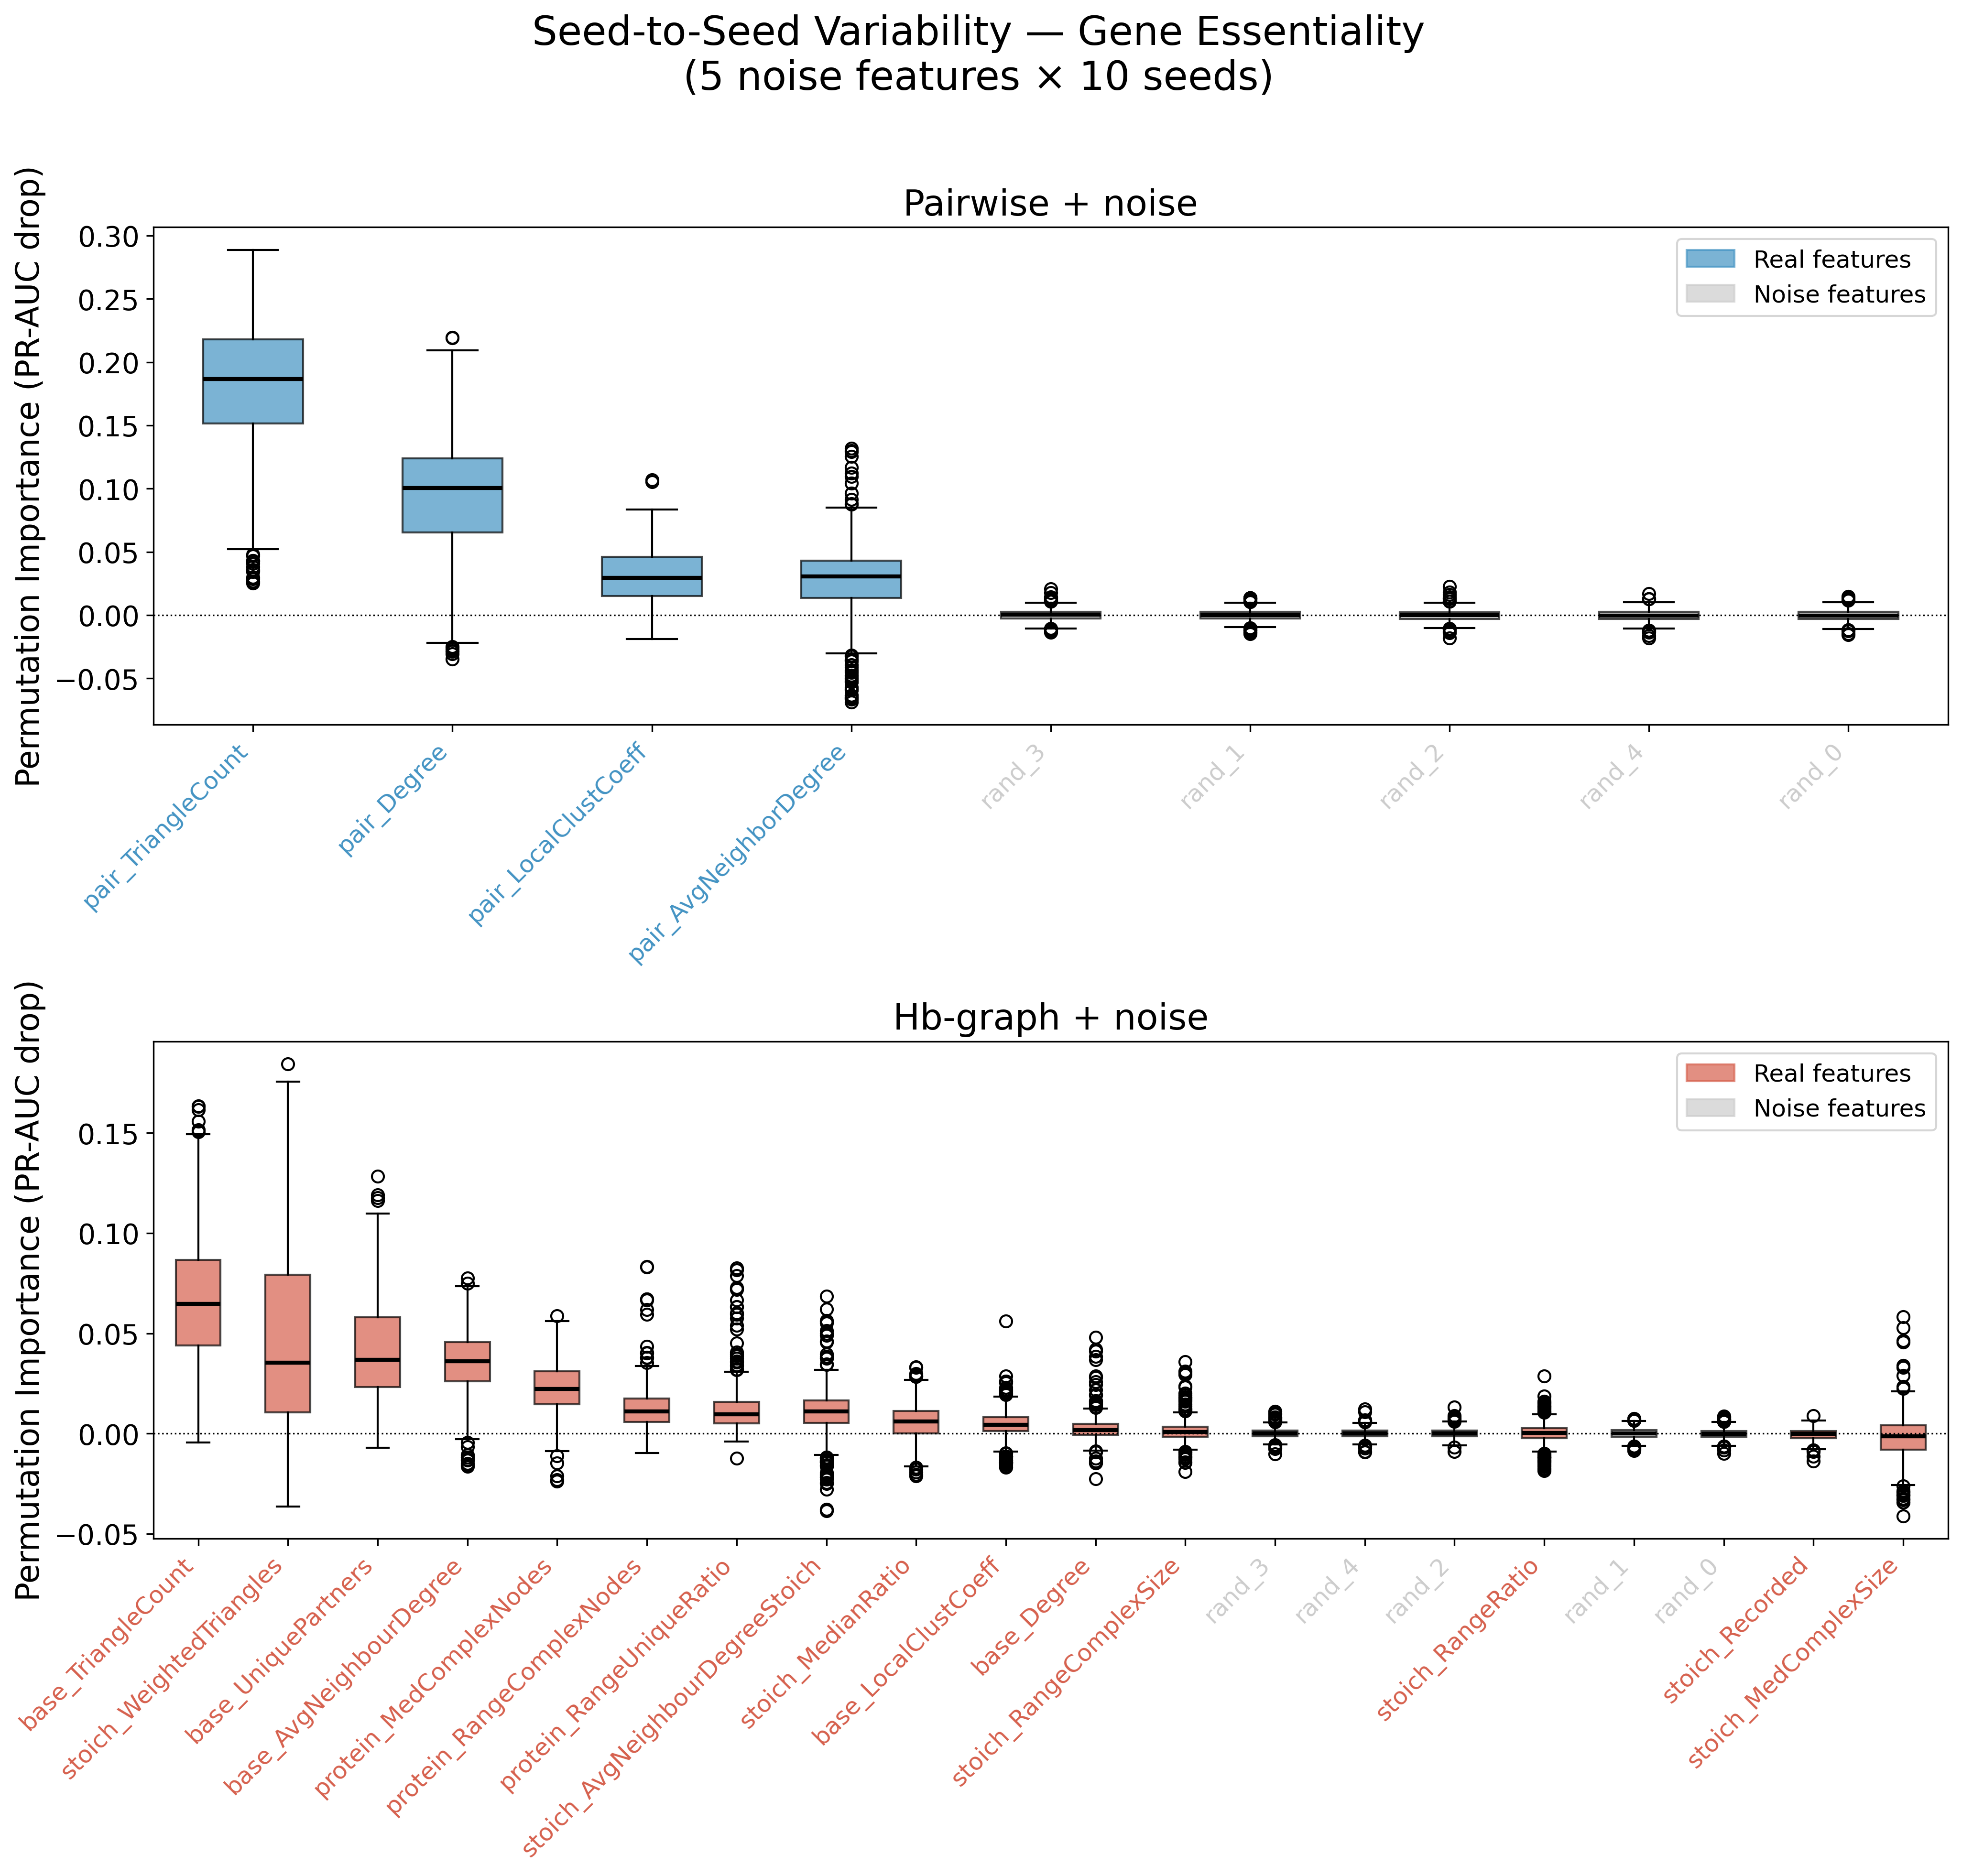 Seed-to-Seed Variability — Gene Essentiality
(5 noise features × 10 seeds)
Pairwise + noise
Permutation Importance (PR-AUC drop)
0.30
0.25
0.20
0.15
0.10
0.05
0.00
−0.05
Real features
Noise features
pair_TriangleCount
pair_Degree
pair_LocalClustCoeff
pair_AvgNeighborDegree
rand_3
rand_1
rand_2
rand_4
rand_0
Hb-graph + noise
Permutation Importance (PR-AUC drop)
0.15
0.10
0.05
0.00
−0.05
Real features
Noise features
base_TriangleCount
stoich_WeightedTriangles
base_UniquePartners
base_AvgNeighbourDegree
protein_MedComplexNodes
protein_RangeComplexNodes
protein_RangeUniqueRatio
stoich_AvgNeighbourDegreeStoich
stoich_MedianRatio
base_LocalClustCoeff
base_Degree
stoich_RangeComplexSize
rand_3
rand_4
rand_2
stoich_RangeRatio
rand_1
rand_0
stoich_Recorded
stoich_MedComplexSize